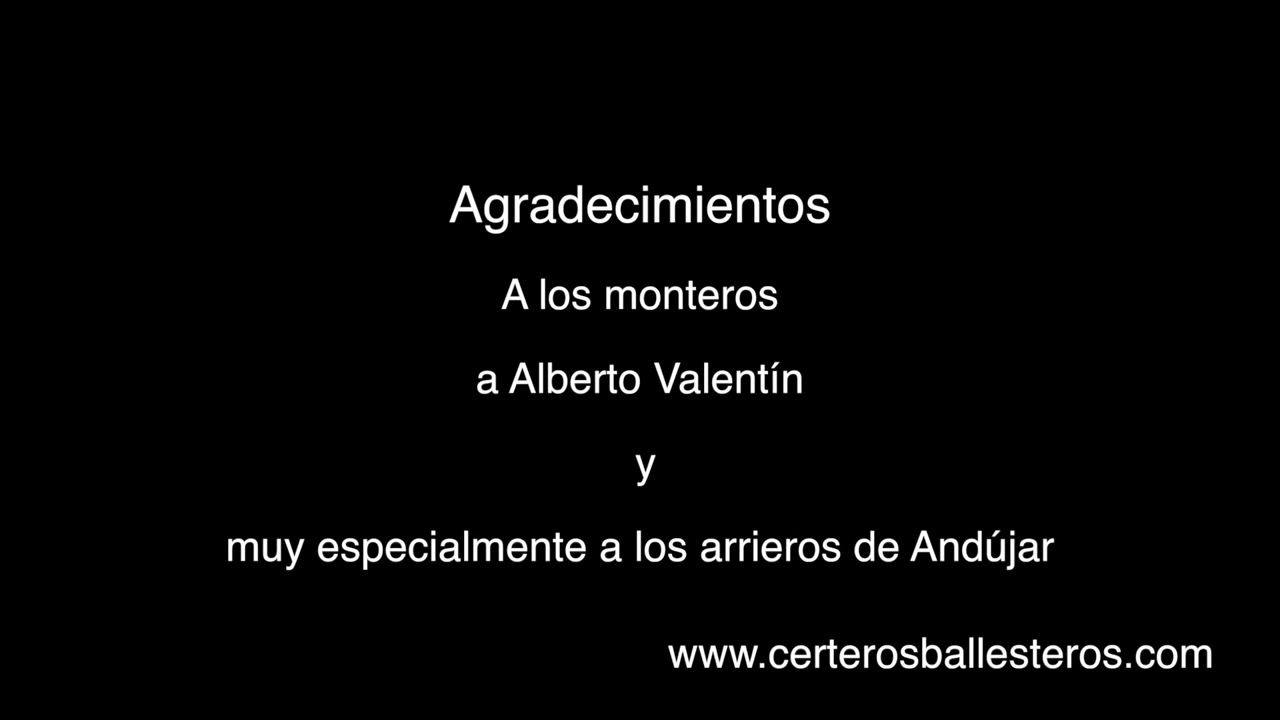 Agradecimientos
A los monteros
a Alberto Valentín
y
muy especialmente a los arrieros de Andújar
www.certerosballesteros.com